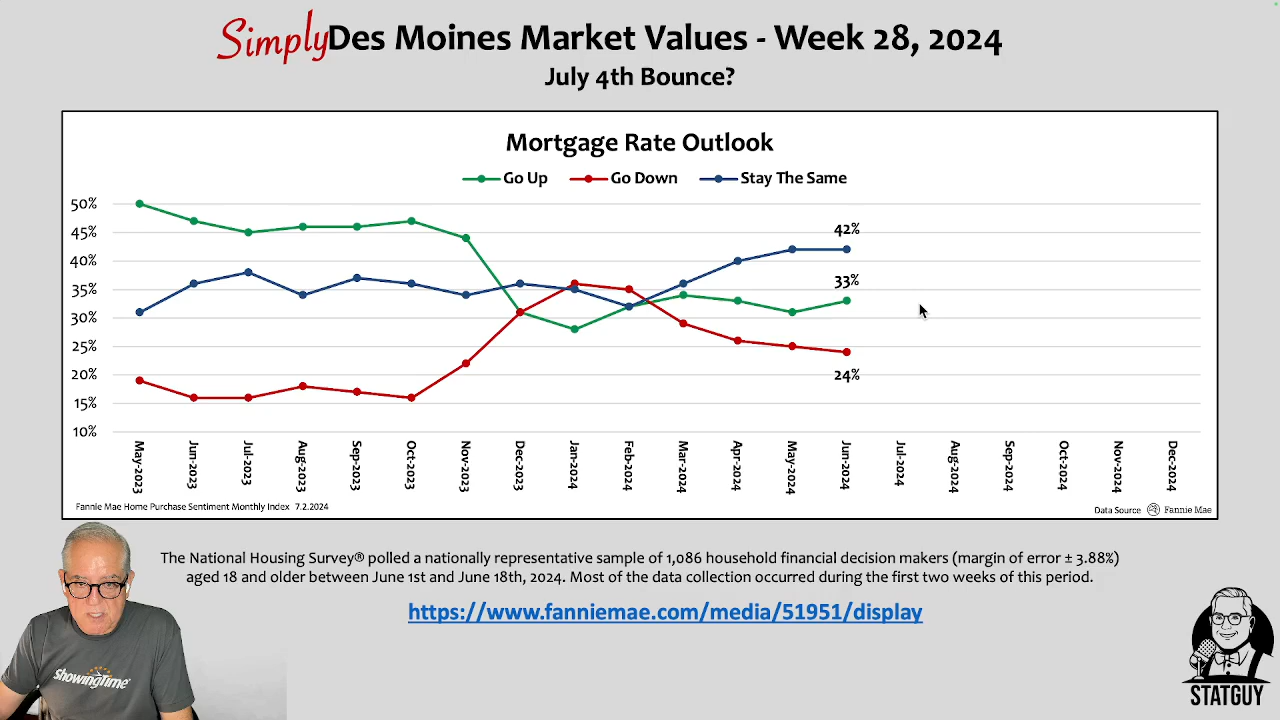 Simply Des Moines Market Values - Week 28, 2024
July 4th Bounce?
Mortgage Rate Outlook
Go Up Go Down Stay The Same
50%
45%
40%
35%
30%
25%
20%
15%
10%
42%
33%
24%
May-2023 Jun-2023 Jul-2023 Aug-2023 Sep-2023 Oct-2023 Nov-2023 Dec-2023 Jan-2024 Feb-2024 Mar-2024 Apr-2024 May-2024 Jun-2024 Jul-2024 Aug-2024 Sep-2024 Oct-2024 Nov-2024 Dec-2024
Fannie Mae Home Purchase Sentiment Monthly Index 7.2.2024
Data Source Fannie Mae
The National Housing Survey® polled a nationally representative sample of 1,086 household financial decision makers (margin of error ± 3.88%)
aged 18 and older between June 1st and June 18th, 2024. Most of the data collection occurred during the first two weeks of this period.
https://www.fanniemae.com/media/51951/display
ShowingTime®
STATGUY